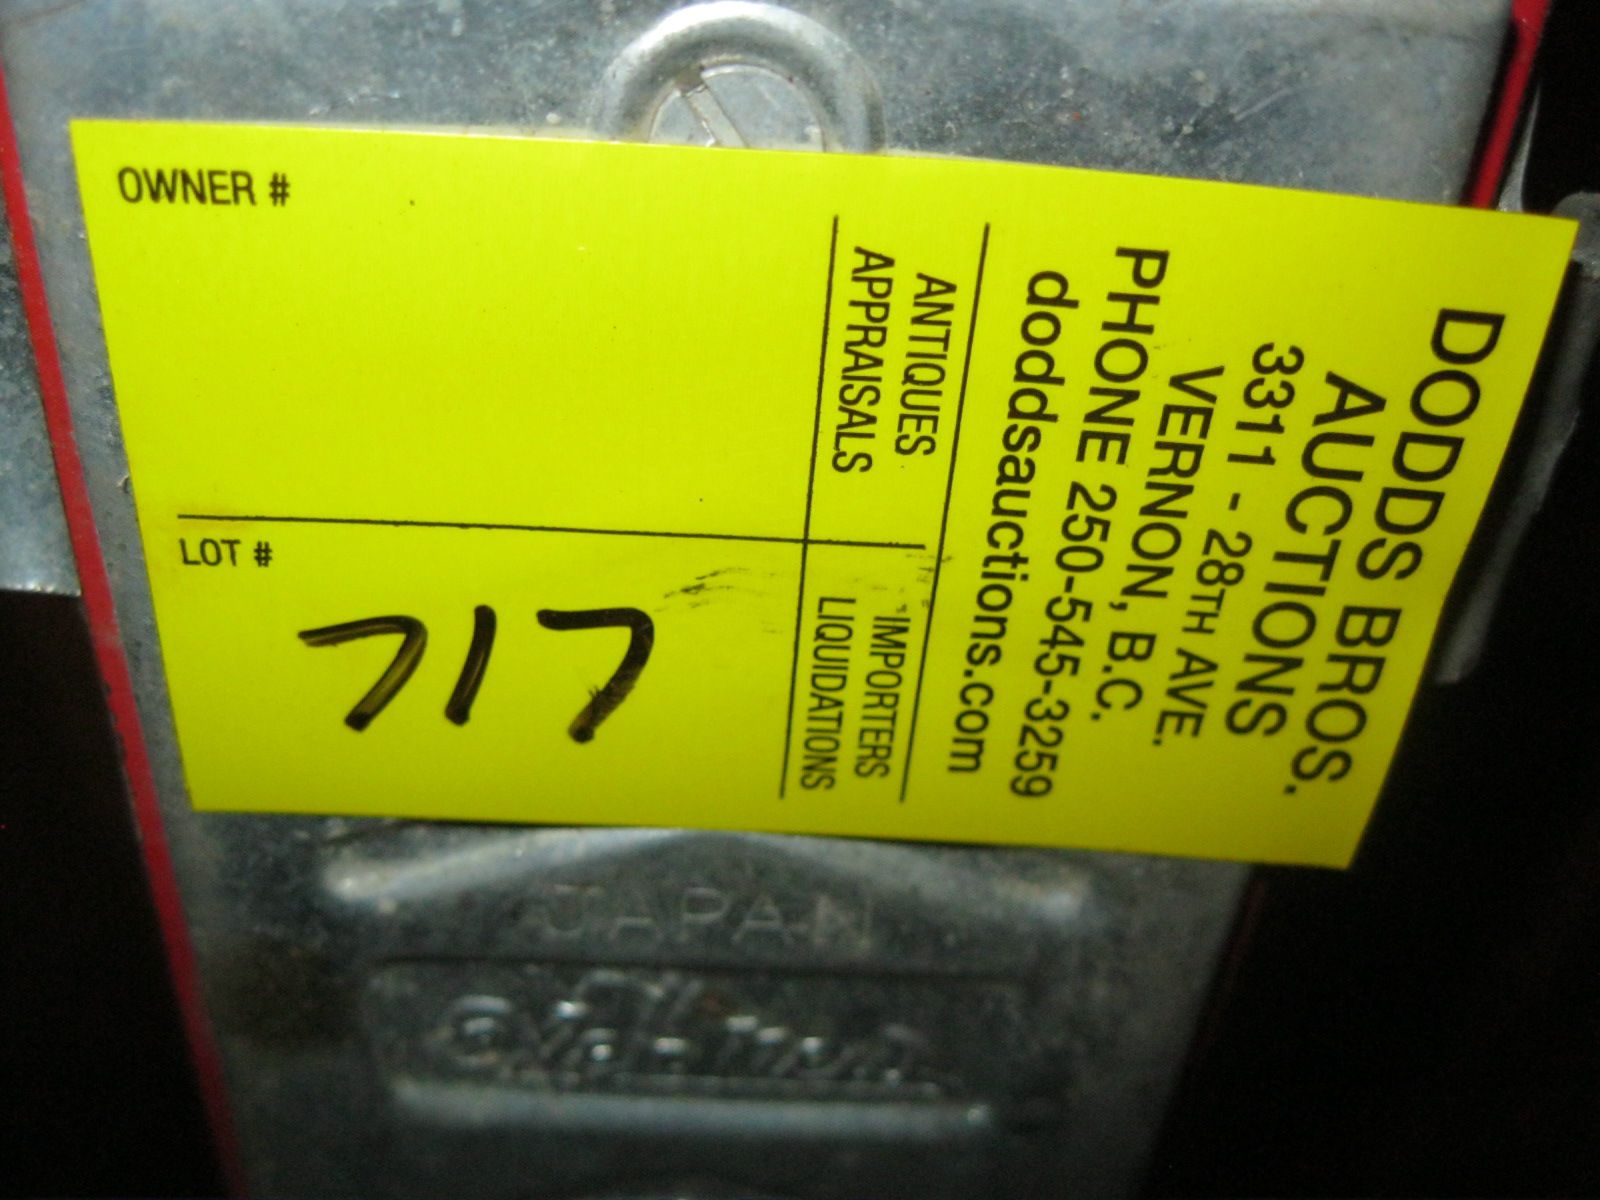 OWNER #
LOT #
717
DODDS BROS.
AUCTIONS
3311 - 28TH AVE.
VERNON, B.C.
PHONE 250-545-3259
doddsauctions.com
ANTIQUES
APPRAISALS
IMPORTERS
LIQUIDATIONS
JAPAN